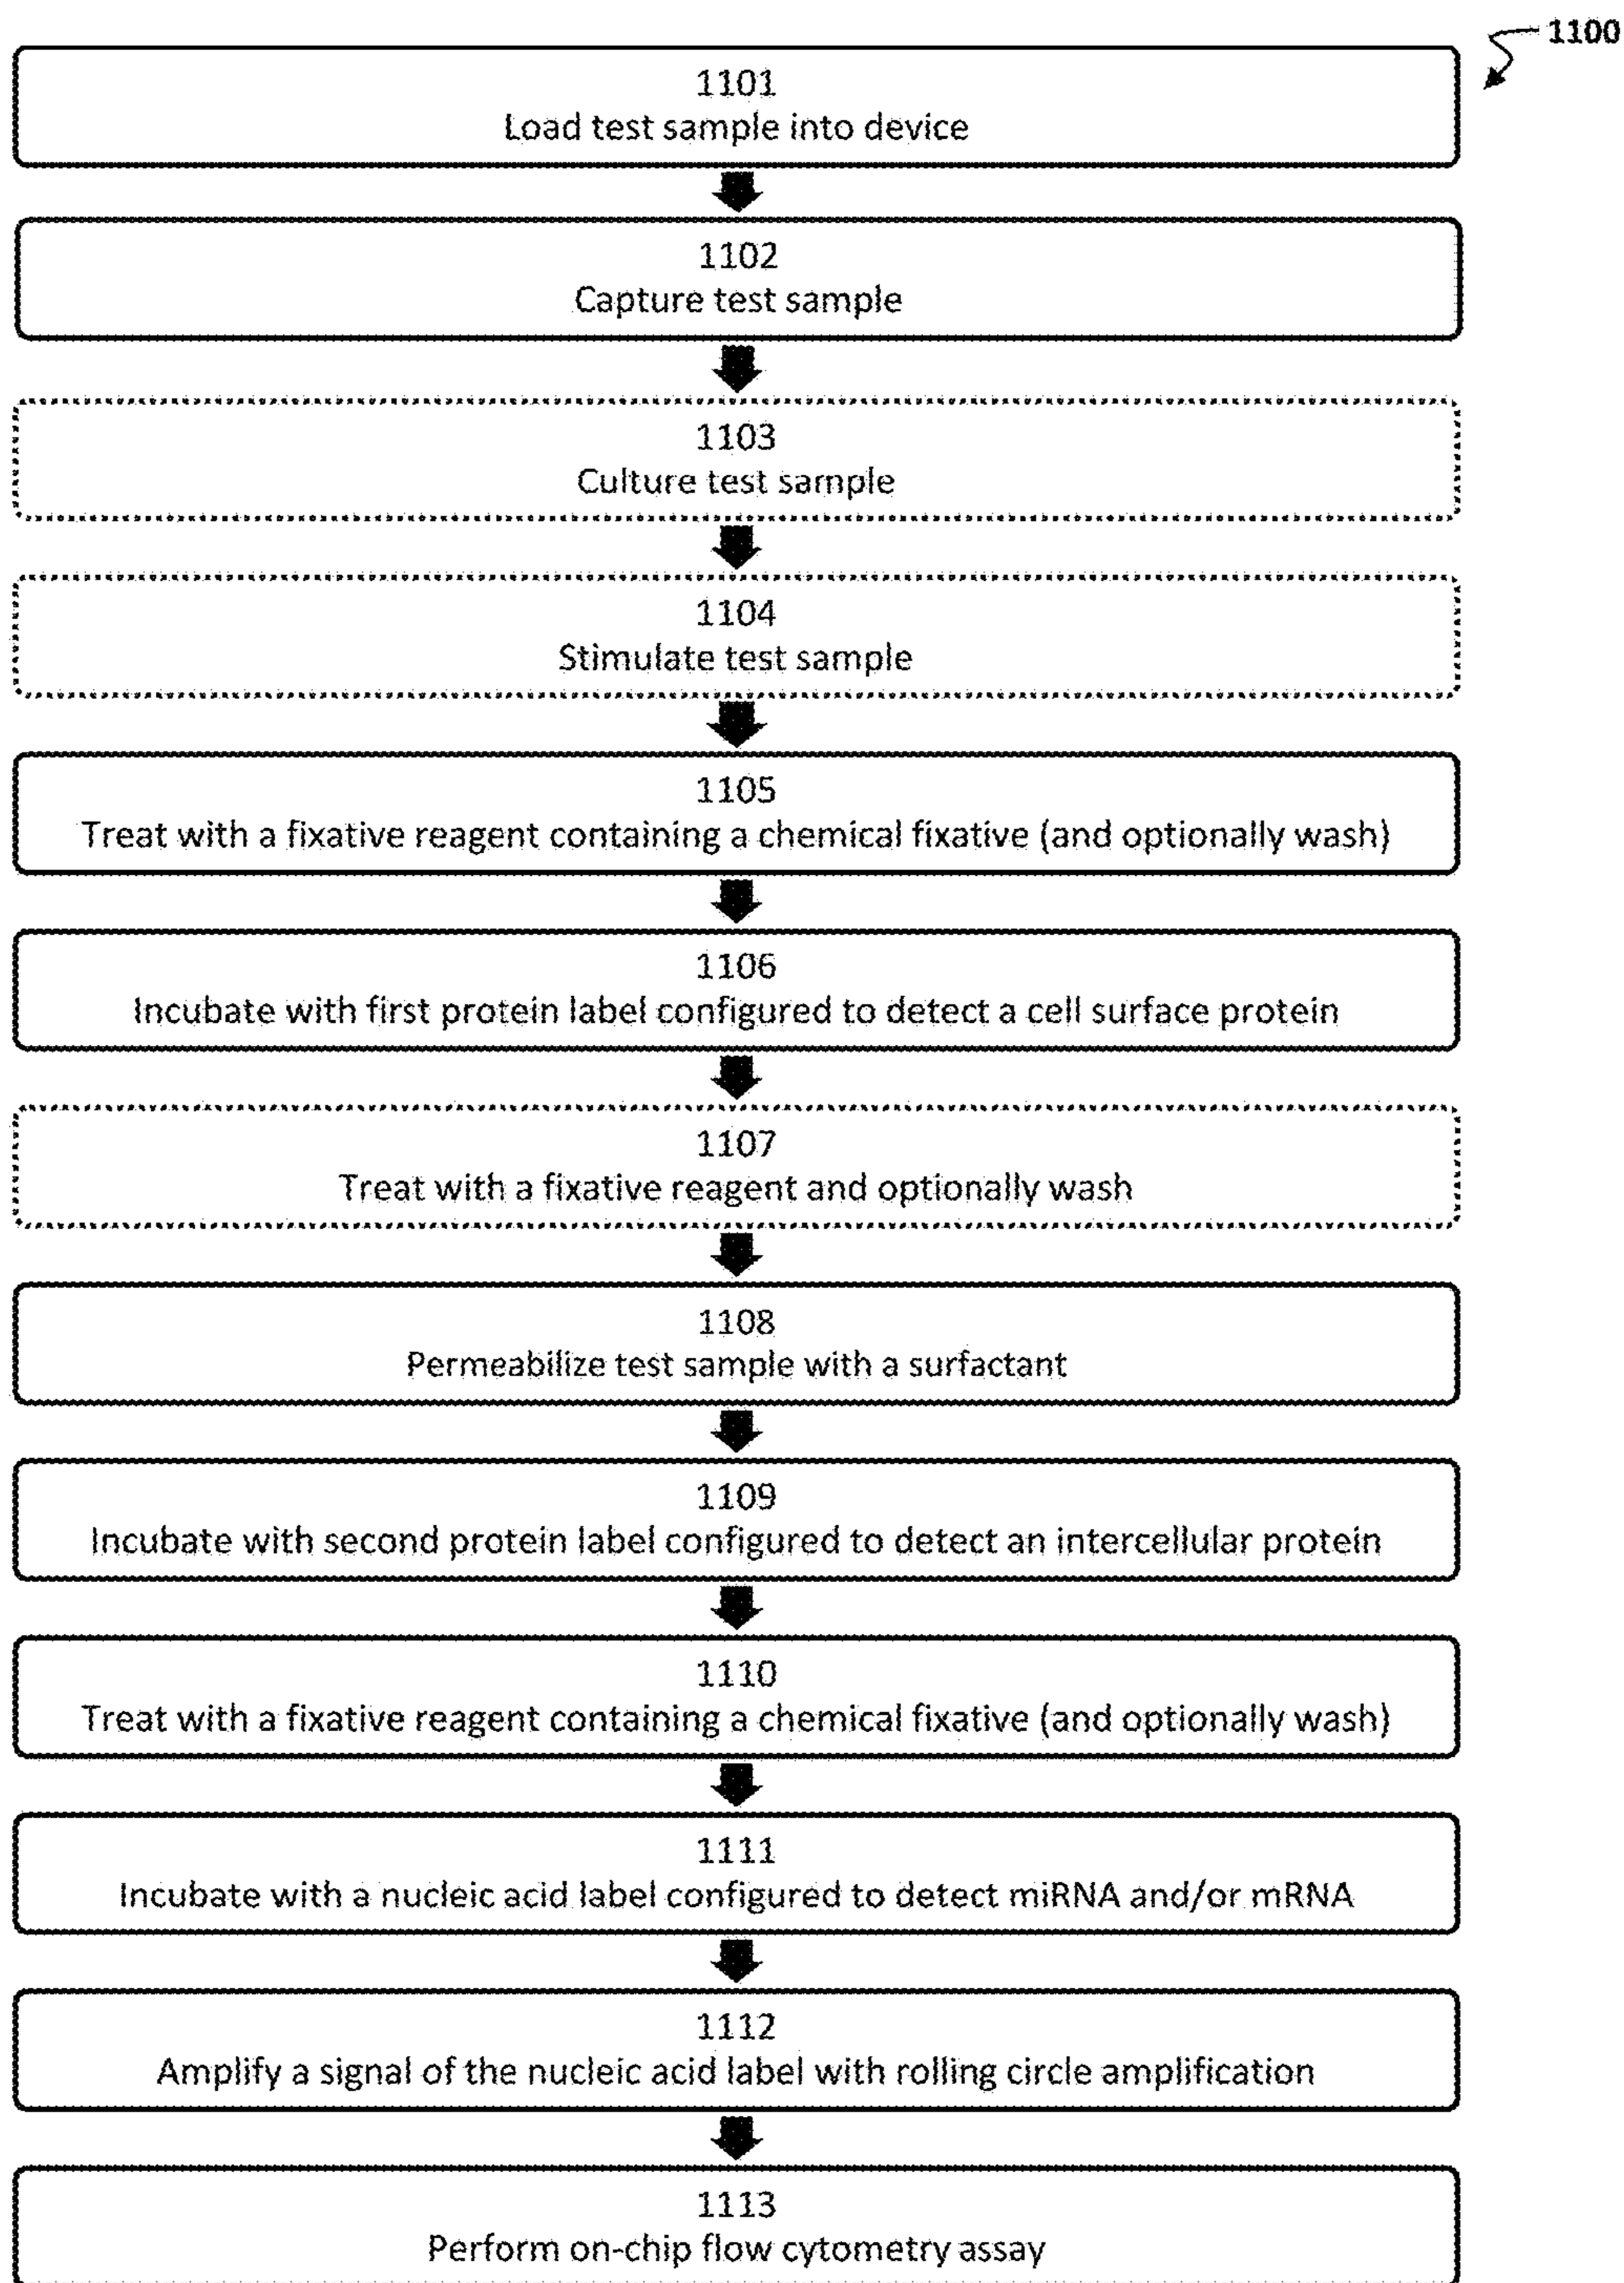 1100
1101
Load test sample into device
1102
Capture test sample
1103
Culture test sample
1104
Stimulate test sample
1105
Treat with a fixative reagent containing a chemical fixative (and optionally wash)
1106
Incubate with first protein label configured to detect a cell surface protein
1107
Treat with a fixative reagent and optionally wash
1108
Permeabilize test sample with a surfactant
1109
Incubate with second protein label configured to detect an intercellular protein
1110
Treat with a fixative reagent containing a chemical fixative (and optionally wash)
1111
Incubate with a nucleic acid label configured to detect miRNA and/or mRNA
1112
Amplify a signal of the nucleic acid label with rolling circle amplification
1113
Perform on-chip flow cytometry assay